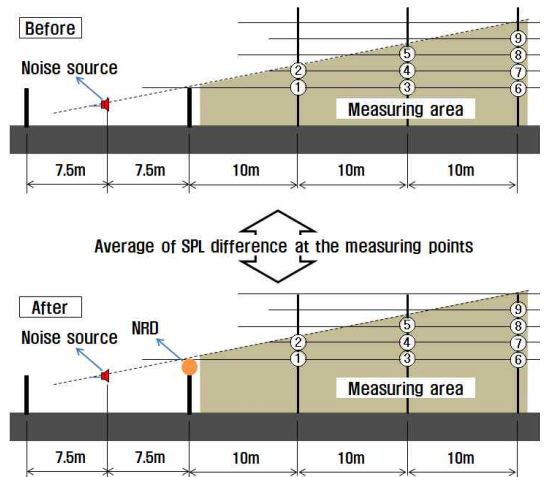 Before
Noise source
⑨
⑤ ⑧
② ④ ⑦
① ③ ⑥
Measuring area
7.5m 7.5m 10m 10m 10m
Average of SPL difference at the measuring points
After
NRD
Noise source
⑨
⑤ ⑧
② ④ ⑦
① ③ ⑥
Measuring area
7.5m 7.5m 10m 10m 10m